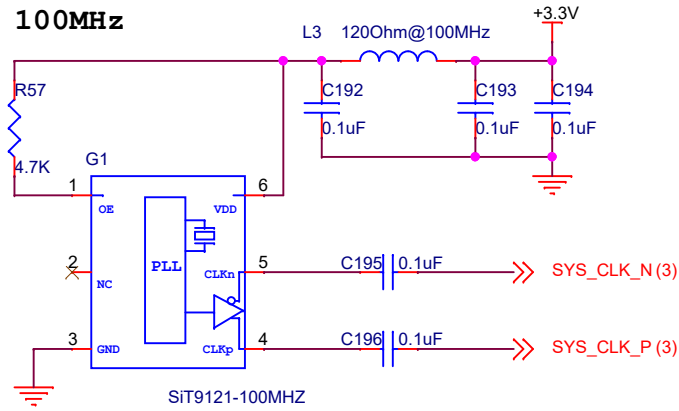 100MHz
+3.3V
L3 120Ohm@100MHz
R57
C192 C193 C194
0.1uF 0.1uF 0.1uF
4.7K
G1
1 6
OE VDD
2 PLL 5 C195 0.1uF SYS_CLK_N (3)
NC CLKn
3 4 C196 0.1uF SYS_CLK_P (3)
GND CLKp
SiT9121-100MHZ